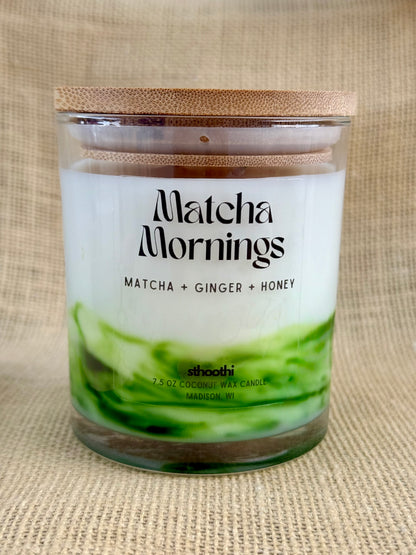 Matcha
Mornings
MATCHA + GINGER + HONEY
sthoothi
7.5 OZ COCONUT WAX CANDLE
MADISON, WI